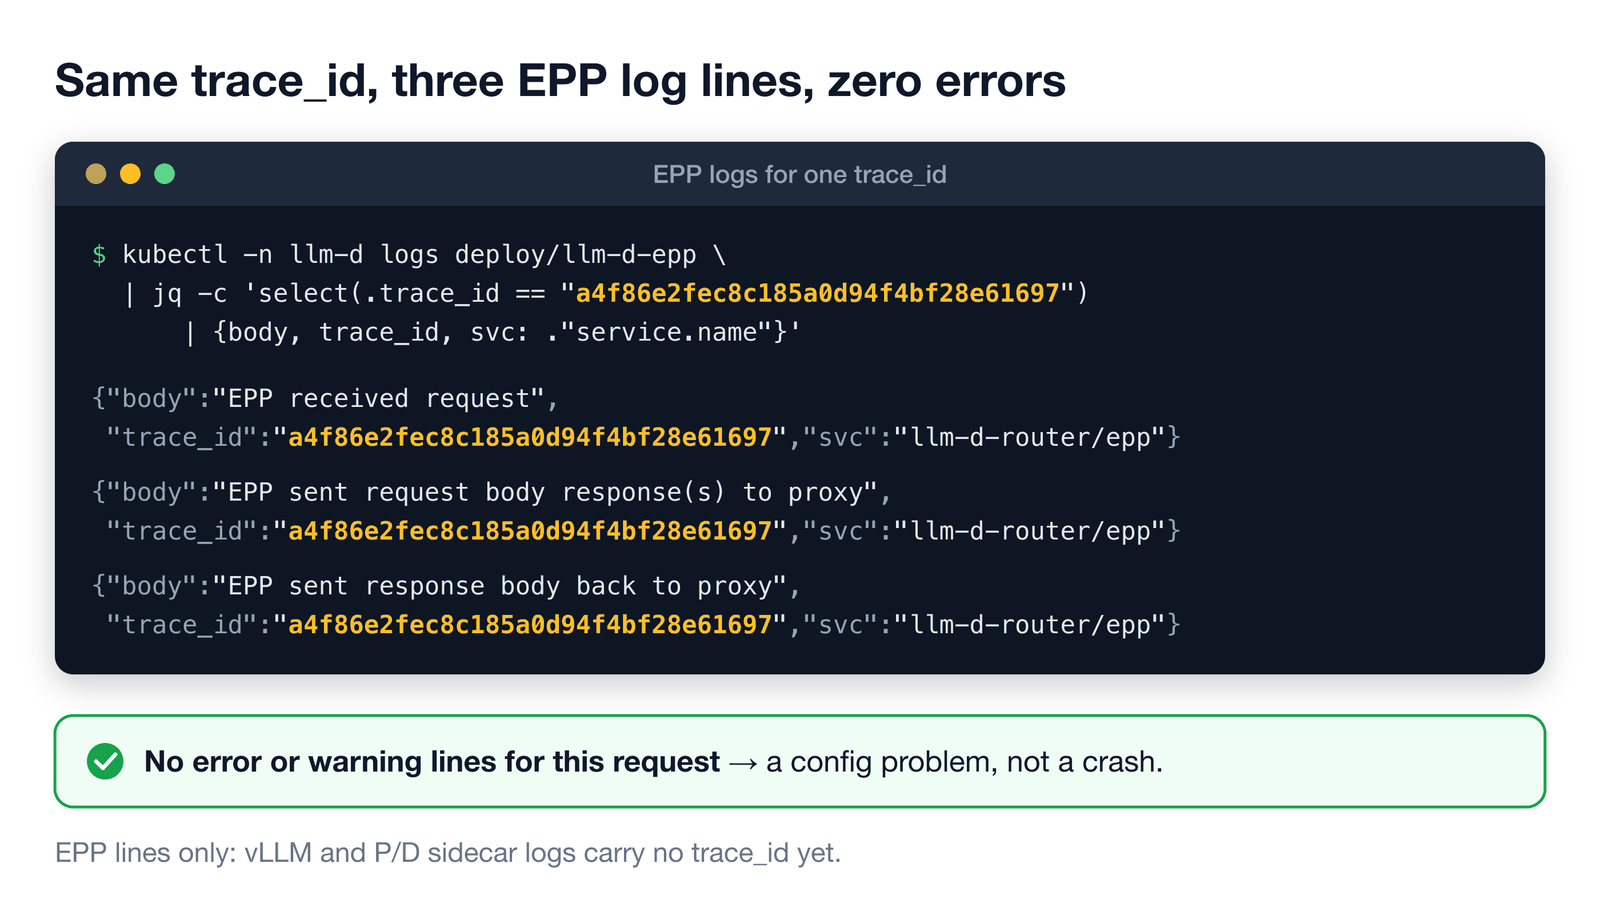 Same trace_id, three EPP log lines, zero errors
EPP logs for one trace_id
$ kubectl -n llm-d logs deploy/llm-d-epp \
| jq -c 'select(.trace_id == "a4f86e2fec8c185a0d94f4bf28e61697")
| {body, trace_id, svc: ."service.name"}'
{"body":"EPP received request",
"trace_id":"a4f86e2fec8c185a0d94f4bf28e61697","svc":"llm-d-router/epp"}
{"body":"EPP sent request body response(s) to proxy",
"trace_id":"a4f86e2fec8c185a0d94f4bf28e61697","svc":"llm-d-router/epp"}
{"body":"EPP sent response body back to proxy",
"trace_id":"a4f86e2fec8c185a0d94f4bf28e61697","svc":"llm-d-router/epp"}
No error or warning lines for this request → a config problem, not a crash.
EPP lines only: vLLM and P/D sidecar logs carry no trace_id yet.